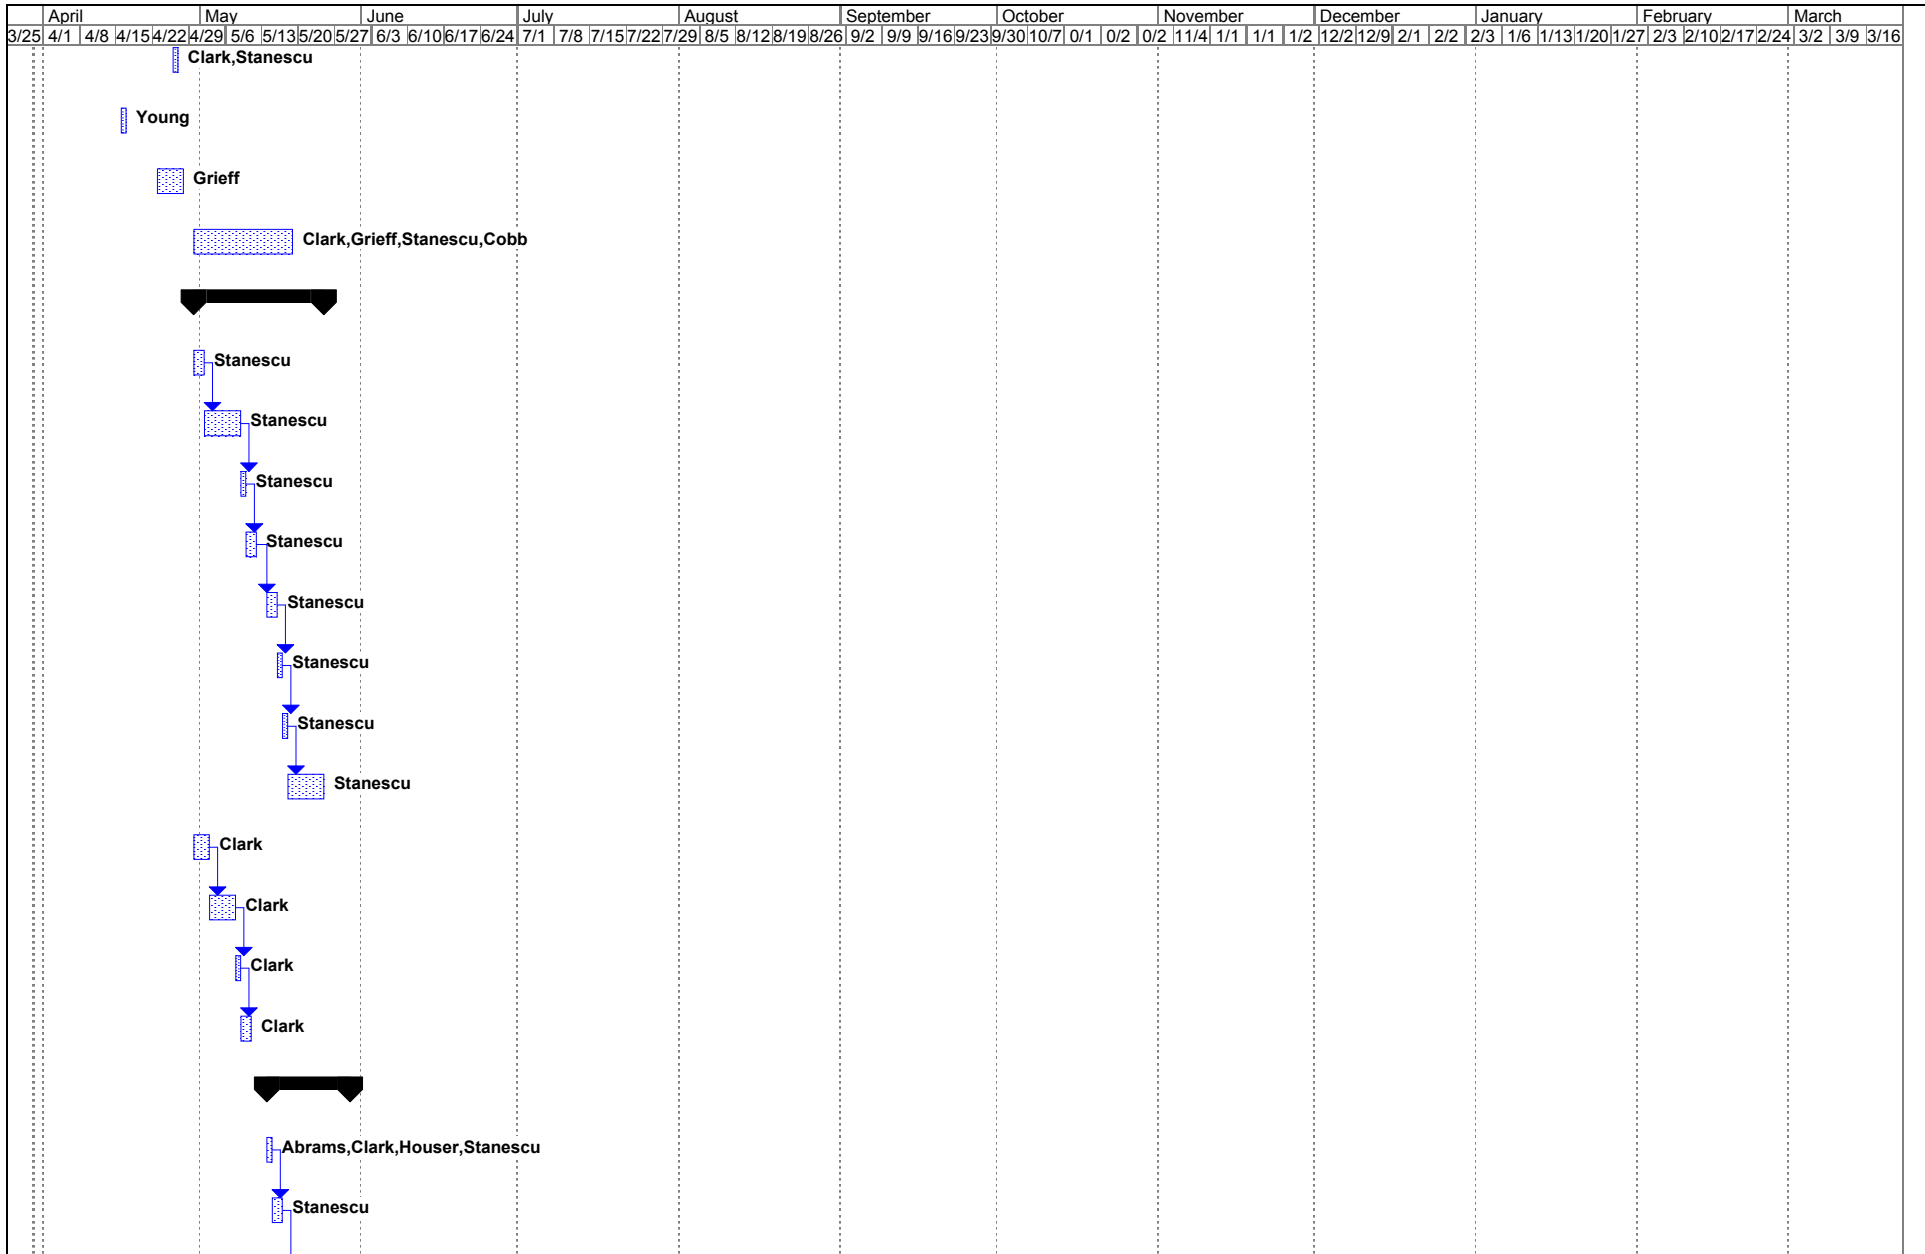 April May June July August September October November December January February March
3/25 4/1 4/8 4/15 4/22 4/29 5/6 5/13 5/20 5/27 6/3 6/10 6/17 6/24 7/1 7/8 7/15 7/22 7/29 8/5 8/12 8/19 8/26 9/2 9/9 9/16 9/23 9/30 10/7 0/1 0/2 0/2 11/4 1/1 1/1 1/2 12/2 12/9 2/1 2/2 2/3 1/6 1/13 1/20 1/27 2/3 2/10 2/17 2/24 3/2 3/9 3/16
Clark,Stanescu
Young
Grieff
Clark,Grieff,Stanescu,Cobb
Stanescu
Stanescu
Stanescu
Stanescu
Stanescu
Stanescu
Stanescu
Stanescu
Clark
Clark
Clark
Clark
Abrams,Clark,Houser,Stanescu
Stanescu